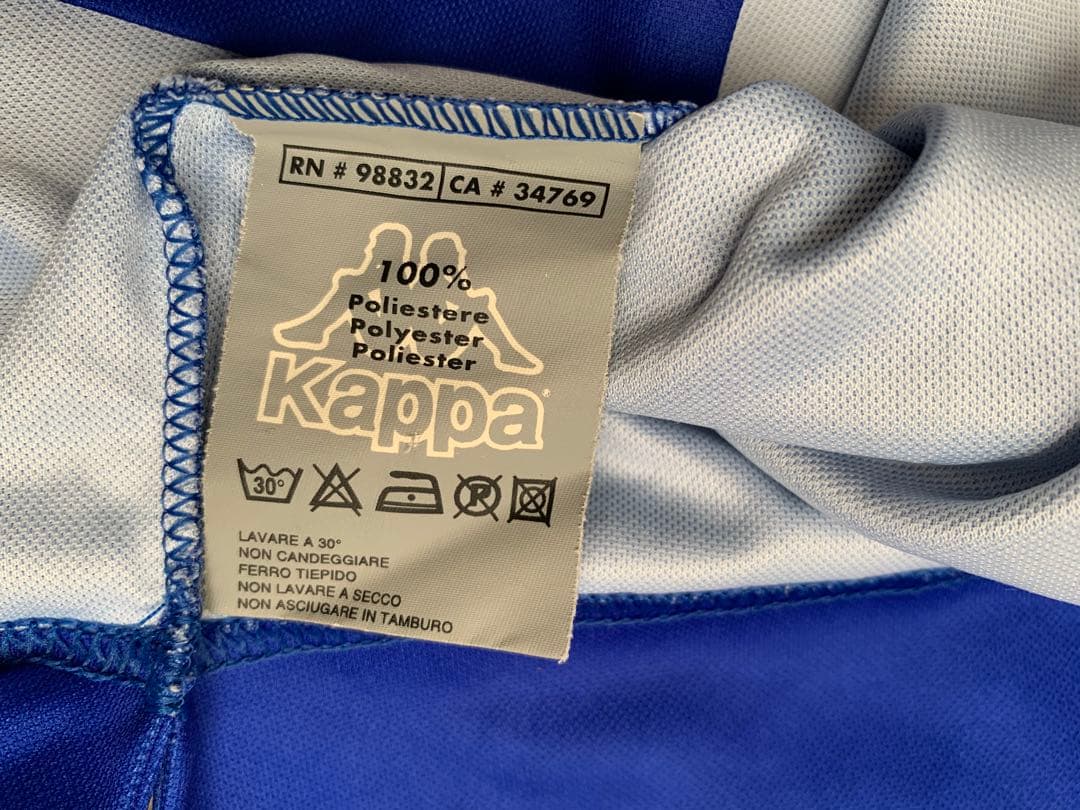 RN # 98832 CA # 34769
100%
Poliestere
Polyester
Poliester
Kappa®
30°
R
LAVARE A 30°
NON CANDEGGIARE
FERRO TIEPIDO
NON LAVARE A SECCO
NON ASCIUGARE IN TAMBURO